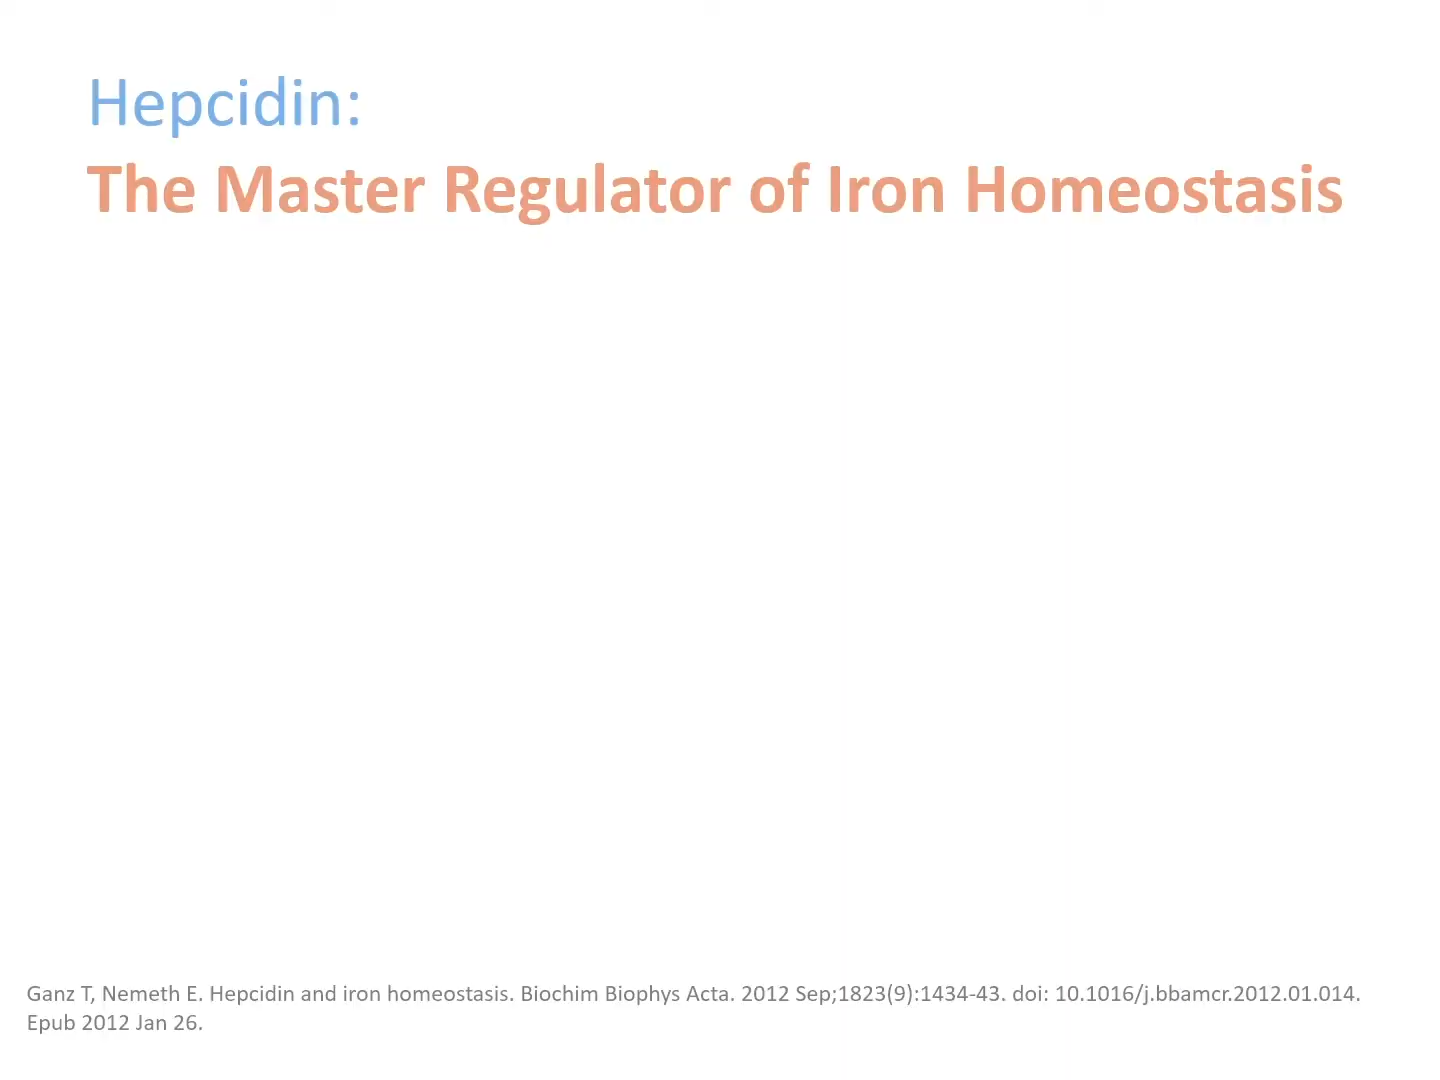 Hepcidin:
The Master Regulator of Iron Homeostasis
Ganz T, Nemeth E. Hepcidin and iron homeostasis. Biochim Biophys Acta. 2012 Sep;1823(9):1434-43. doi: 10.1016/j.bbamcr.2012.01.014.
Epub 2012 Jan 26.